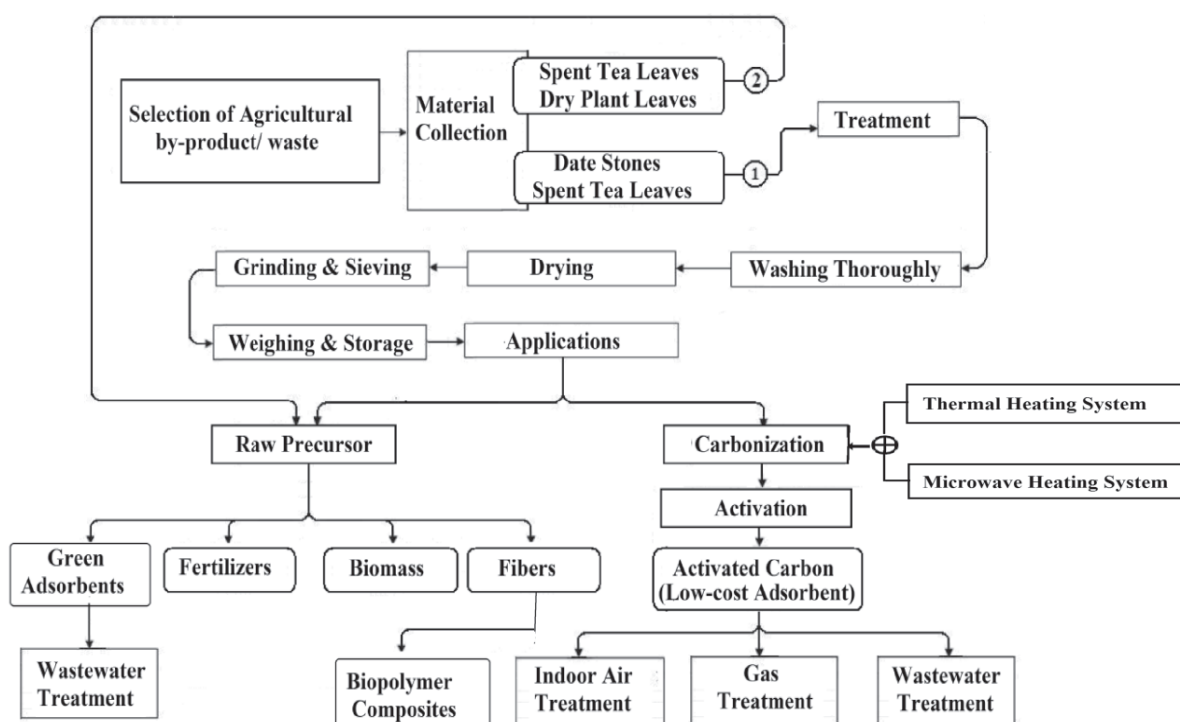 Selection of Agricultural
by-product/ waste
Material
Collection
Spent Tea Leaves
Dry Plant Leaves
2
Date Stones
Spent Tea Leaves
1
Treatment
Grinding & Sieving
Drying
Washing Thoroughly
Weighing & Storage
Applications
Thermal Heating System
Raw Precursor
Carbonization
Microwave Heating System
Activation
Green
Adsorbents
Fertilizers
Biomass
Fibers
Activated Carbon
(Low-cost Adsorbent)
Wastewater
Treatment
Biopolymer
Composites
Indoor Air
Treatment
Gas
Treatment
Wastewater
Treatment